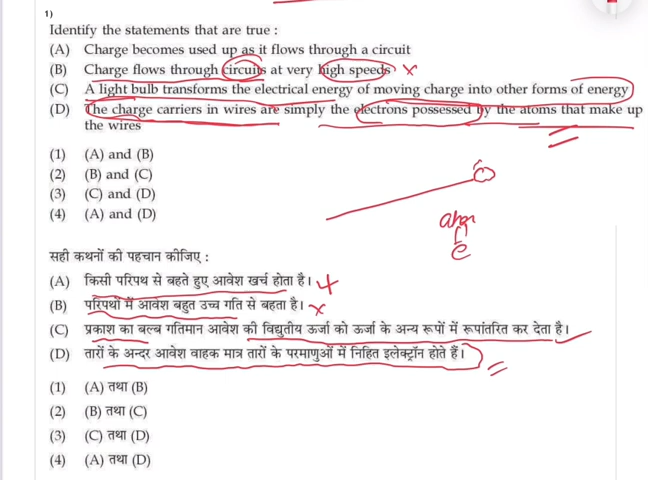 1)
Identify the statements that are true :
(A) Charge becomes used up as it flows through a circuit
(B) Charge flows through circuits at very high speeds
(C) A light bulb transforms the electrical energy of moving charge into other forms of energy
(D) The charge carriers in wires are simply the electrons possessed by the atoms that make up
the wires
(1) (A) and (B)
(2) (B) and (C)
(3) (C) and (D)
(4) (A) and (D)
सही कथनों की पहचान कीजिए :
(A) किसी परिपथ से बहते हुए आवेश खर्च होता है।
(B) परिपथों में आवेश बहुत उच्च गति से बहता है।
(C) प्रकाश का बल्ब गतिमान आवेश की विद्युतीय ऊर्जा को ऊर्जा के अन्य रूपों में रूपांतरित कर देता है।
(D) तारों के अन्दर आवेश वाहक मात्र तारों के परमाणुओं में निहित इलेक्ट्रॉन होते हैं।
(1) (A) तथा (B)
(2) (B) तथा (C)
(3) (C) तथा (D)
(4) (A) तथा (D)